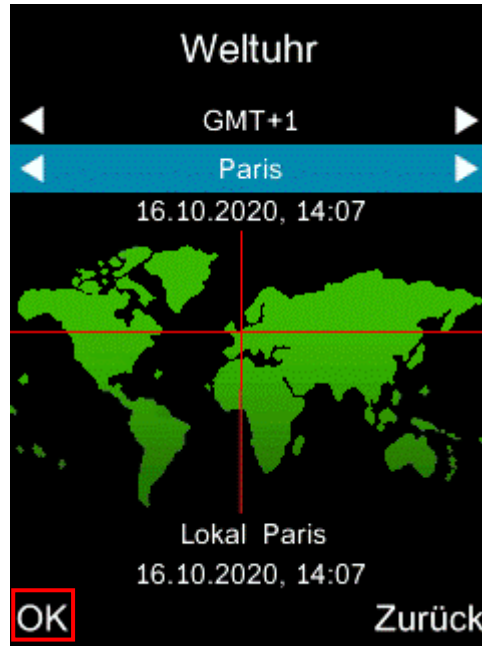 Weltuhr
GMT+1
Paris
16.10.2020, 14:07
Lokal Paris
16.10.2020, 14:07
OK Zurück